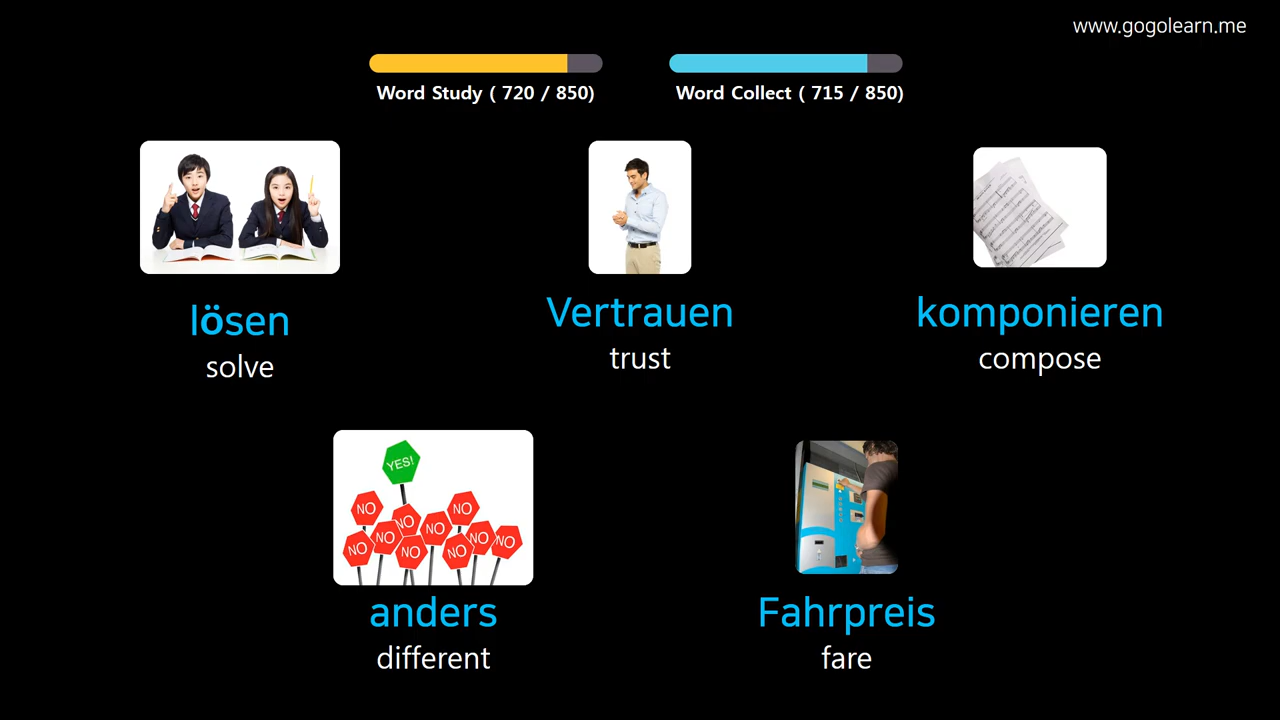 www.gogolearn.me
Word Study ( 720 / 850)
Word Collect ( 715 / 850)
lösen
solve
Vertrauen
trust
komponieren
compose
YES!
NO
NO
NO
NO
NO
NO
NO
NO
NO
NO
anders
different
Fahrpreis
fare